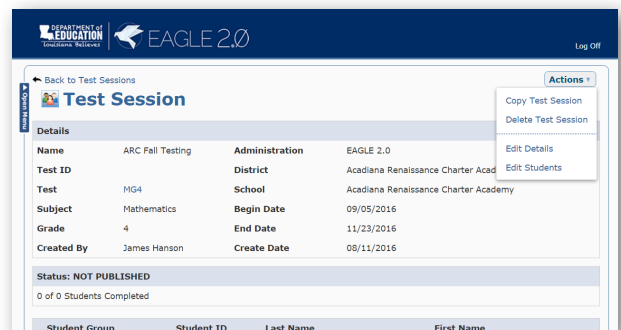 DEPARTMENT of
EDUCATION
Louisiana Believes
EAGLE 2.0
Log Off
Back to Test Sessions
Actions
Open Menu
Test Session
Copy Test Session
Delete Test Session
Edit Details
Edit Students
Details
Name ARC Fall Testing Administration EAGLE 2.0
Test ID District Acadiana Renaissance Charter Acad
Test MG4 School Acadiana Renaissance Charter Academy
Subject Mathematics Begin Date 09/05/2016
Grade 4 End Date 11/23/2016
Created By James Hanson Create Date 08/11/2016
Status: NOT PUBLISHED
0 of 0 Students Completed
Student Group Student ID Last Name First Name